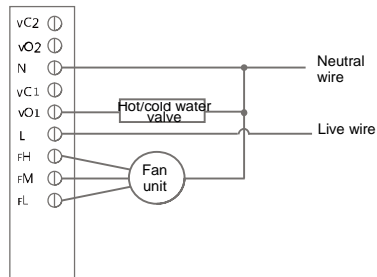 VC2
VO2
N
VC1
VO1
L
FH
FM
FL
Hot/cold water
valve
Fan
unit
Neutral
wire
Live wire